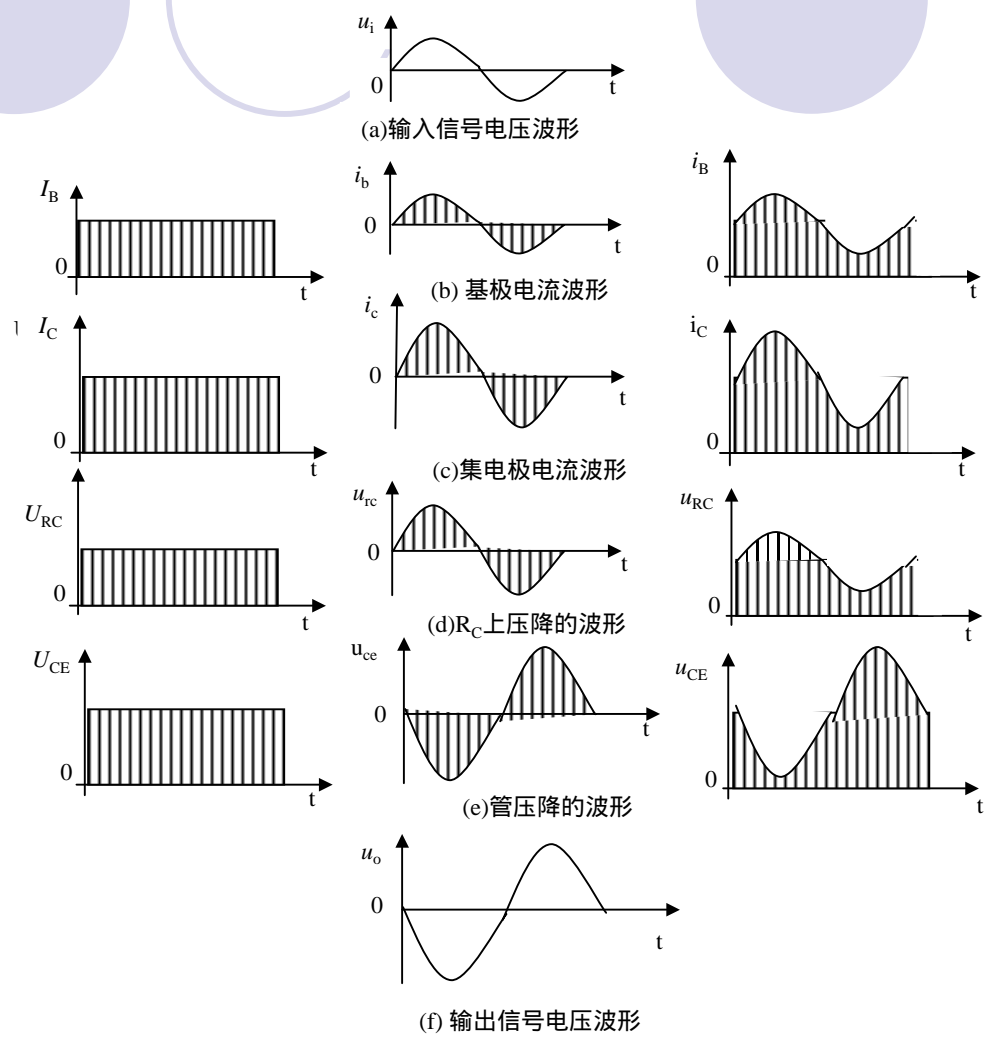 u_i
0
t
(a)输入信号电压波形
I_B
0
t
i_b
0
t
i_B
0
t
(b) 基极电流波形
I_C
0
t
i_c
0
t
i_C
0
t
(c)集电极电流波形
U_RC
0
t
u_rc
0
t
u_RC
0
t
(d)R_C上压降的波形
U_CE
0
t
u_ce
0
t
u_CE
0
t
(e)管压降的波形
u_o
0
t
(f) 输出信号电压波形